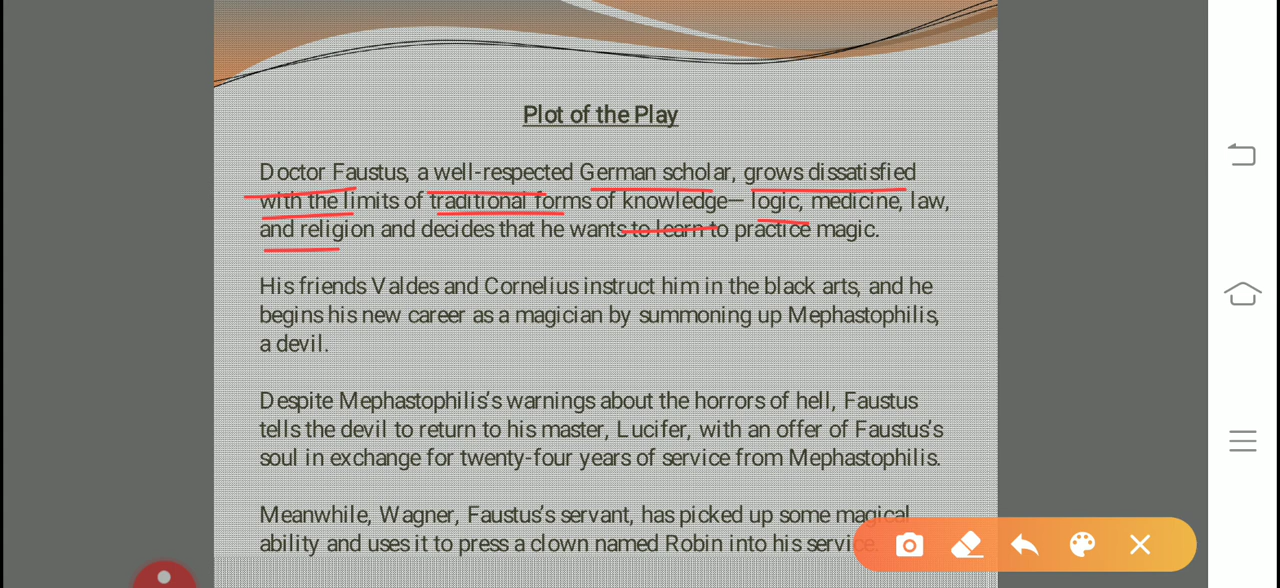 Plot of the Play
Doctor Faustus, a well-respected German scholar, grows dissatisfied
with the limits of traditional forms of knowledge— logic, medicine, law,
and religion and decides that he wants to learn to practice magic.
His friends Valdes and Cornelius instruct him in the black arts, and he
begins his new career as a magician by summoning up Mephastophilis,
a devil.
Despite Mephastophilis's warnings about the horrors of hell, Faustus
tells the devil to return to his master, Lucifer, with an offer of Faustus's
soul in exchange for twenty-four years of service from Mephastophilis.
Meanwhile, Wagner, Faustus's servant, has picked up some magical
ability and uses it to press a clown named Robin into his service.